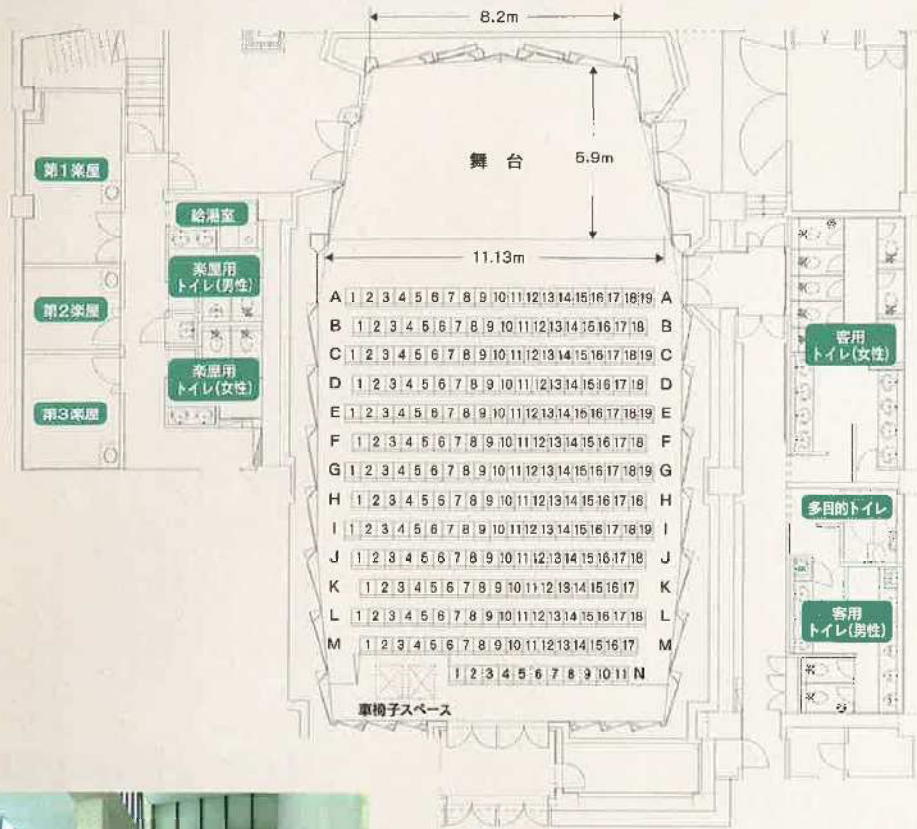 8.2m
舞台
5.9m
11.13m
第1楽屋
給湯室
楽屋用
トイレ(男性)
第2楽屋
楽屋用
トイレ(女性)
第3楽屋
A 1 2 3 4 5 6 7 8 9 10 11 12 13 14 15 16 17 18 19 A
B 1 2 3 4 5 6 7 8 9 10 11 12 13 14 15 16 17 18 B
C 1 2 3 4 5 6 7 8 9 10 11 12 13 14 15 16 17 18 19 C
D 1 2 3 4 5 6 7 8 9 10 11 12 13 14 15 16 17 18 D
E 1 2 3 4 5 6 7 8 9 10 11 12 13 14 15 16 17 18 19 E
F 1 2 3 4 5 6 7 8 9 10 11 12 13 14 15 16 17 18 F
G 1 2 3 4 5 6 7 8 9 10 11 12 13 14 15 16 17 18 19 G
H 1 2 3 4 5 6 7 8 9 10 11 12 13 14 15 16 17 18 H
I 1 2 3 4 5 6 7 8 9 10 11 12 13 14 15 16 17 18 19 I
J 1 2 3 4 5 6 7 8 9 10 11 12 13 14 15 16 17 18 J
K 1 2 3 4 5 6 7 8 9 10 11 12 13 14 15 16 17 K
L 1 2 3 4 5 6 7 8 9 10 11 12 13 14 15 16 17 18 L
M 1 2 3 4 5 6 7 8 9 10 11 12 13 14 15 16 17 M
1 2 3 4 5 6 7 8 9 10 11 N
車椅子スペース
客用
トイレ(女性)
多目的トイレ
客用
トイレ(男性)